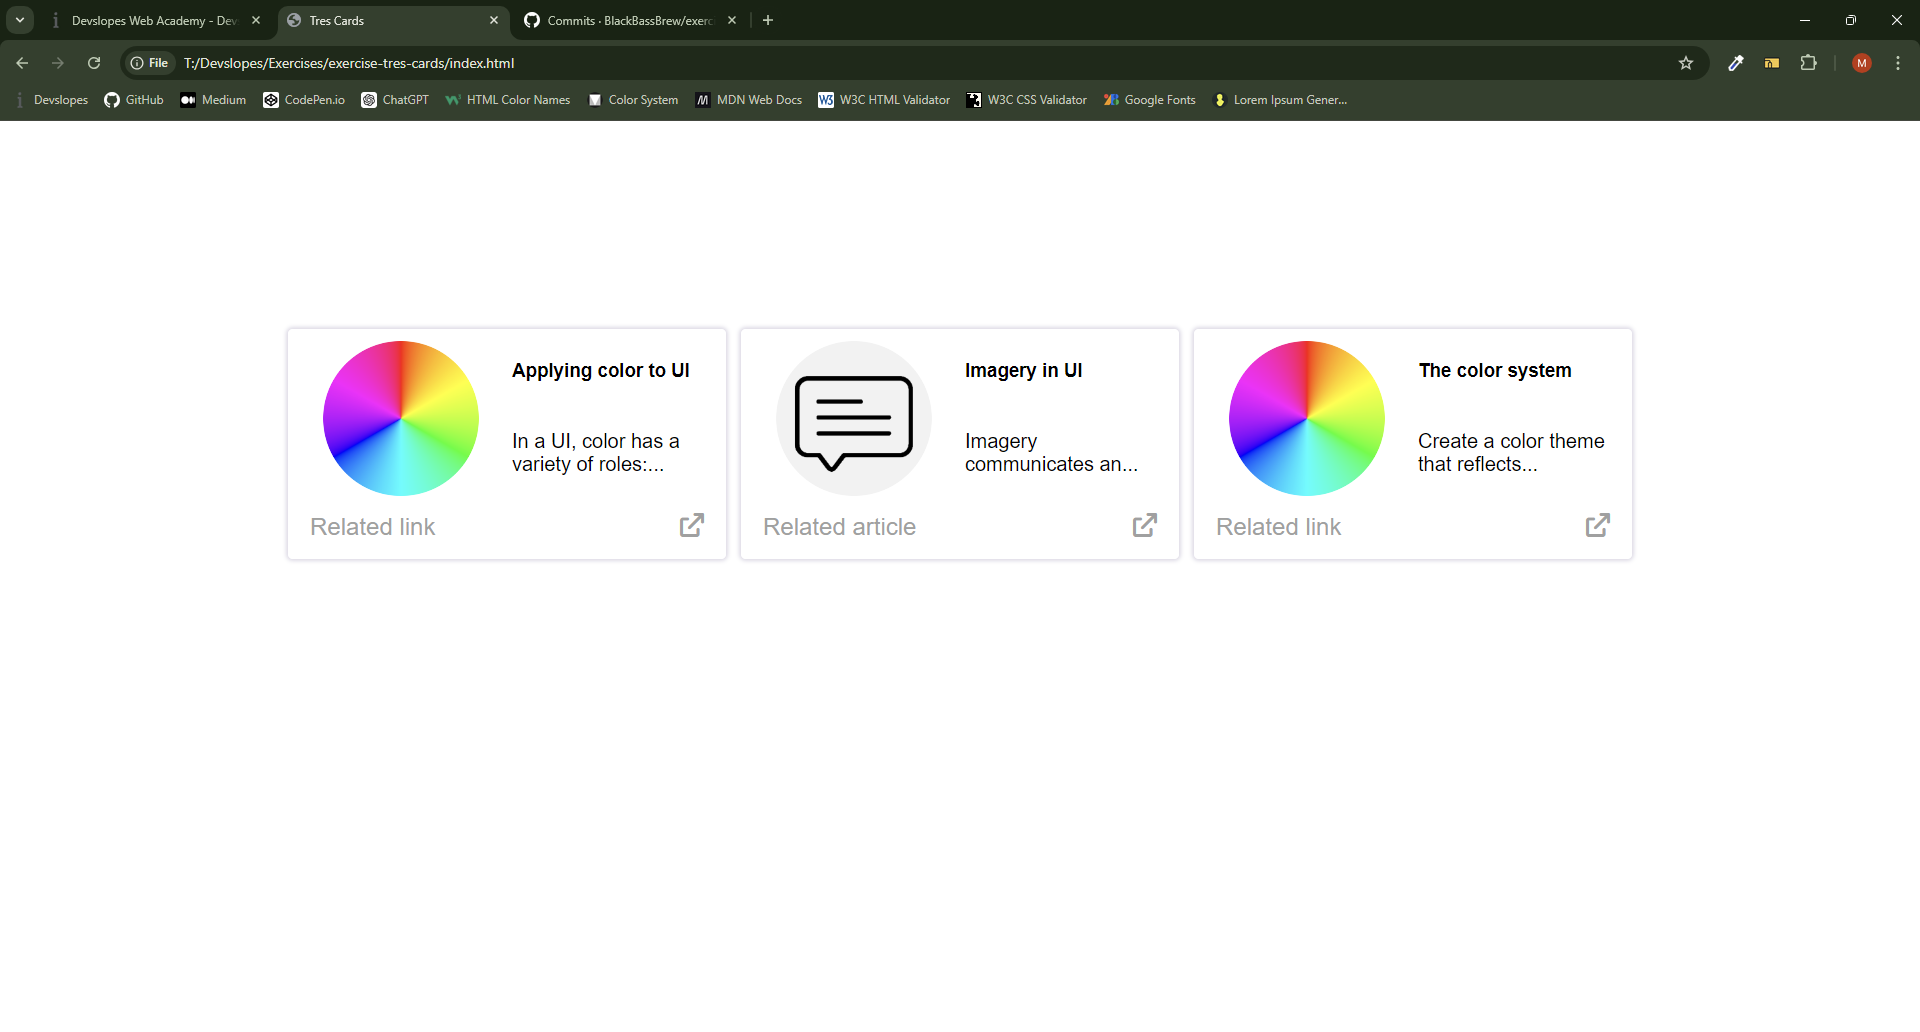 Devslopes Web Academy - Dev
Tres Cards
Commits · BlackBassBrew/exerc
File
T:/Devslopes/Exercises/exercise-tres-cards/index.html
M
Devslopes
GitHub
Medium
CodePen.io
ChatGPT
HTML Color Names
Color System
MDN Web Docs
W3C HTML Validator
W3C CSS Validator
Google Fonts
Lorem Ipsum Gener...
Applying color to UI
In a UI, color has a
variety of roles:...
Related link
Imagery in UI
Imagery
communicates an...
Related article
The color system
Create a color theme
that reflects...
Related link